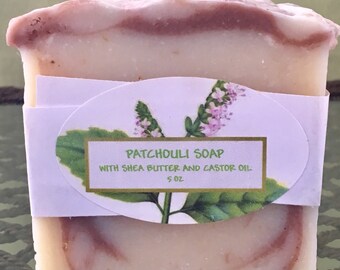 PATCHOULI SOAP
WITH SHEA BUTTER AND CASTOR OIL
5 OZ